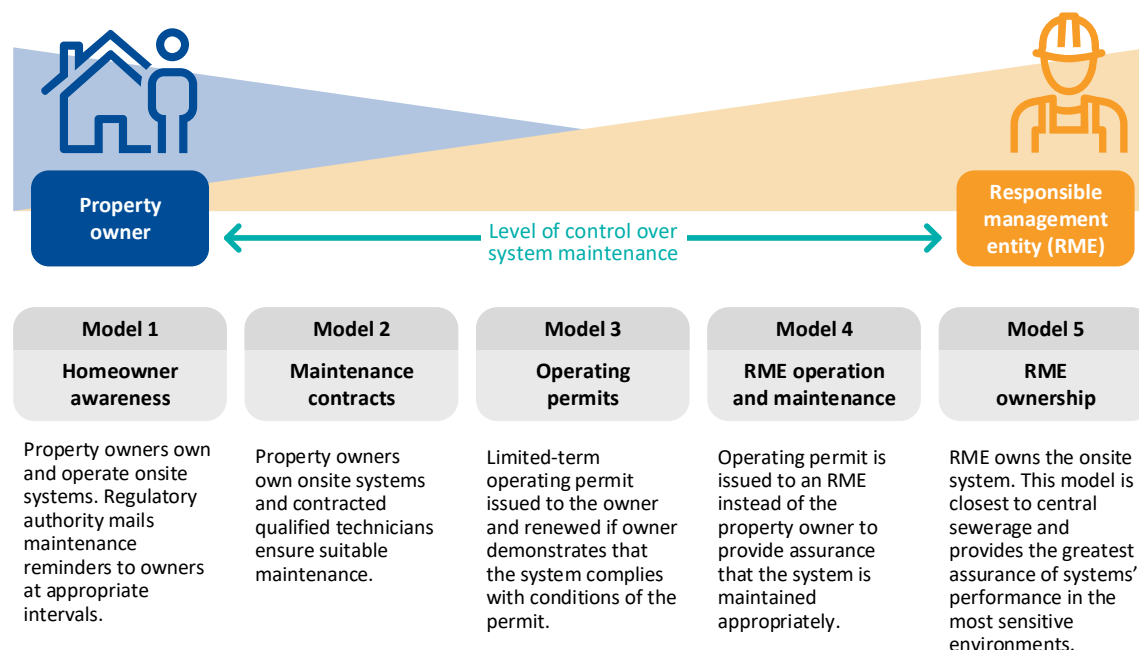 Property
owner
Level of control over
system maintenance
Responsible
management
entity (RME)
Model 1
Homeowner
awareness
Property owners own
and operate onsite
systems. Regulatory
authority mails
maintenance
reminders to owners
at appropriate
intervals.
Model 2
Maintenance
contracts
Property owners
own onsite systems
and contracted
qualified technicians
ensure suitable
maintenance.
Model 3
Operating
permits
Limited-term
operating permit
issued to the owner
and renewed if owner
demonstrates that
the system complies
with conditions of the
permit.
Model 4
RME operation
and maintenance
Operating permit is
issued to an RME
instead of the
property owner to
provide assurance
that the system is
maintained
appropriately.
Model 5
RME
ownership
RME owns the onsite
system. This model is
closest to central
sewerage and
provides the greatest
assurance of systems’
performance in the
most sensitive
environments.